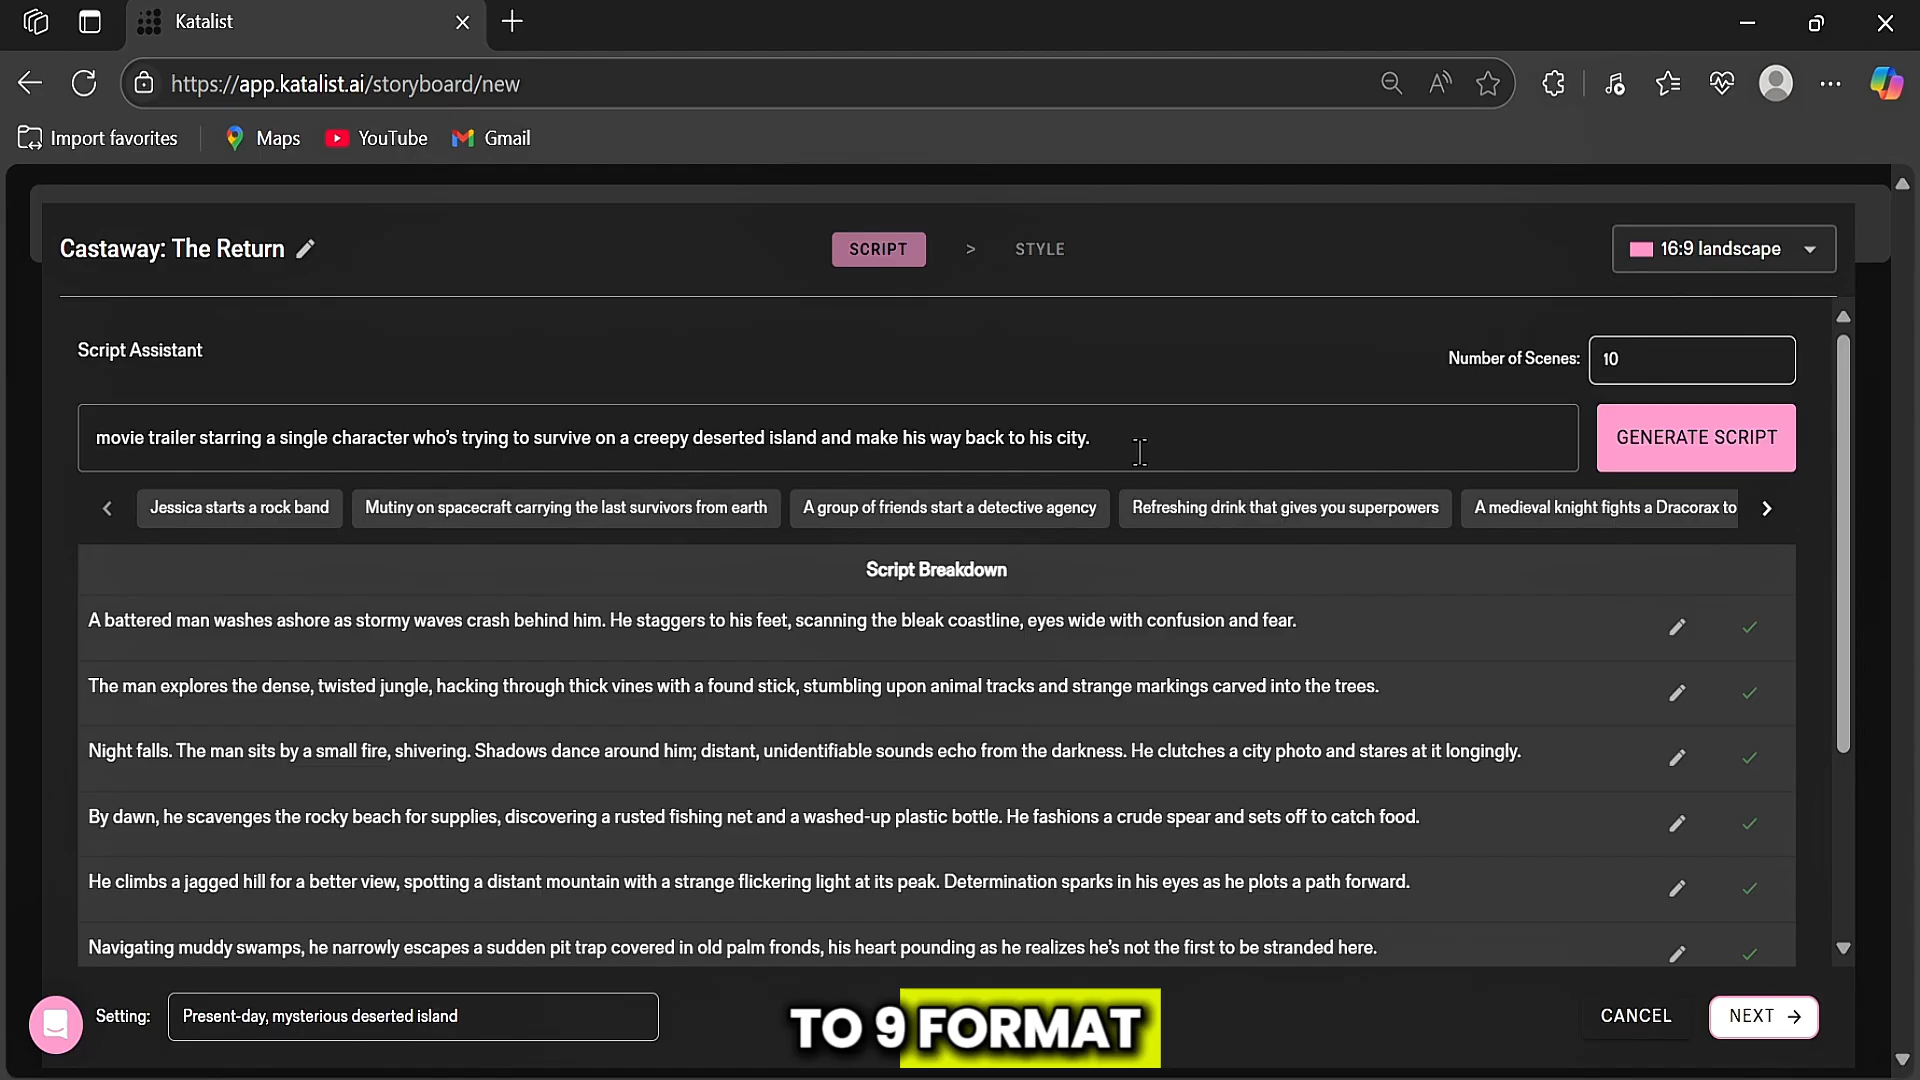 Katalist
https://app.katalist.ai/storyboard/new
Import favorites
Maps
YouTube
Gmail
Castaway: The Return
SCRIPT > STYLE
16:9 landscape
Script Assistant
Number of Scenes: 10
movie trailer starring a single character who's trying to survive on a creepy deserted island and make his way back to his city.
GENERATE SCRIPT
Jessica starts a rock band
Mutiny on spacecraft carrying the last survivors from earth
A group of friends start a detective agency
Refreshing drink that gives you superpowers
A medieval knight fights a Dracorax to
Script Breakdown
A battered man washes ashore as stormy waves crash behind him. He staggers to his feet, scanning the bleak coastline, eyes wide with confusion and fear.
The man explores the dense, twisted jungle, hacking through thick vines with a found stick, stumbling upon animal tracks and strange markings carved into the trees.
Night falls. The man sits by a small fire, shivering. Shadows dance around him; distant, unidentifiable sounds echo from the darkness. He clutches a city photo and stares at it longingly.
By dawn, he scavenges the rocky beach for supplies, discovering a rusted fishing net and a washed-up plastic bottle. He fashions a crude spear and sets off to catch food.
He climbs a jagged hill for a better view, spotting a distant mountain with a strange flickering light at its peak. Determination sparks in his eyes as he plots a path forward.
Navigating muddy swamps, he narrowly escapes a sudden pit trap covered in old palm fronds, his heart pounding as he realizes he's not the first to be stranded here.
Setting: Present-day, mysterious deserted island
TO 9 FORMAT
CANCEL
NEXT